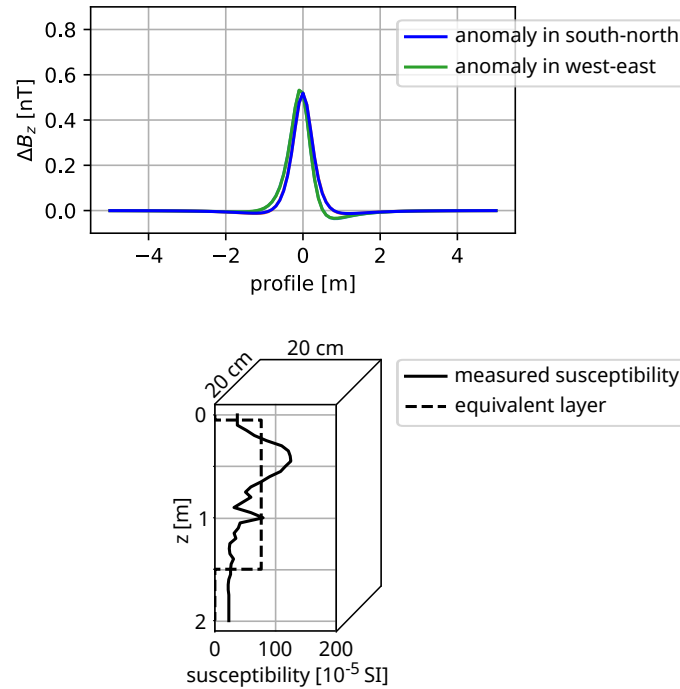 0.8
0.6
0.4
0.2
0.0
ΔB_z [nT]
anomaly in south-north
anomaly in west-east
−4 −2 0 2 4
profile [m]
20 cm
20 cm
measured susceptibility
equivalent layer
0
1
2
z [m]
0 100 200
susceptibility [10⁻⁵ SI]